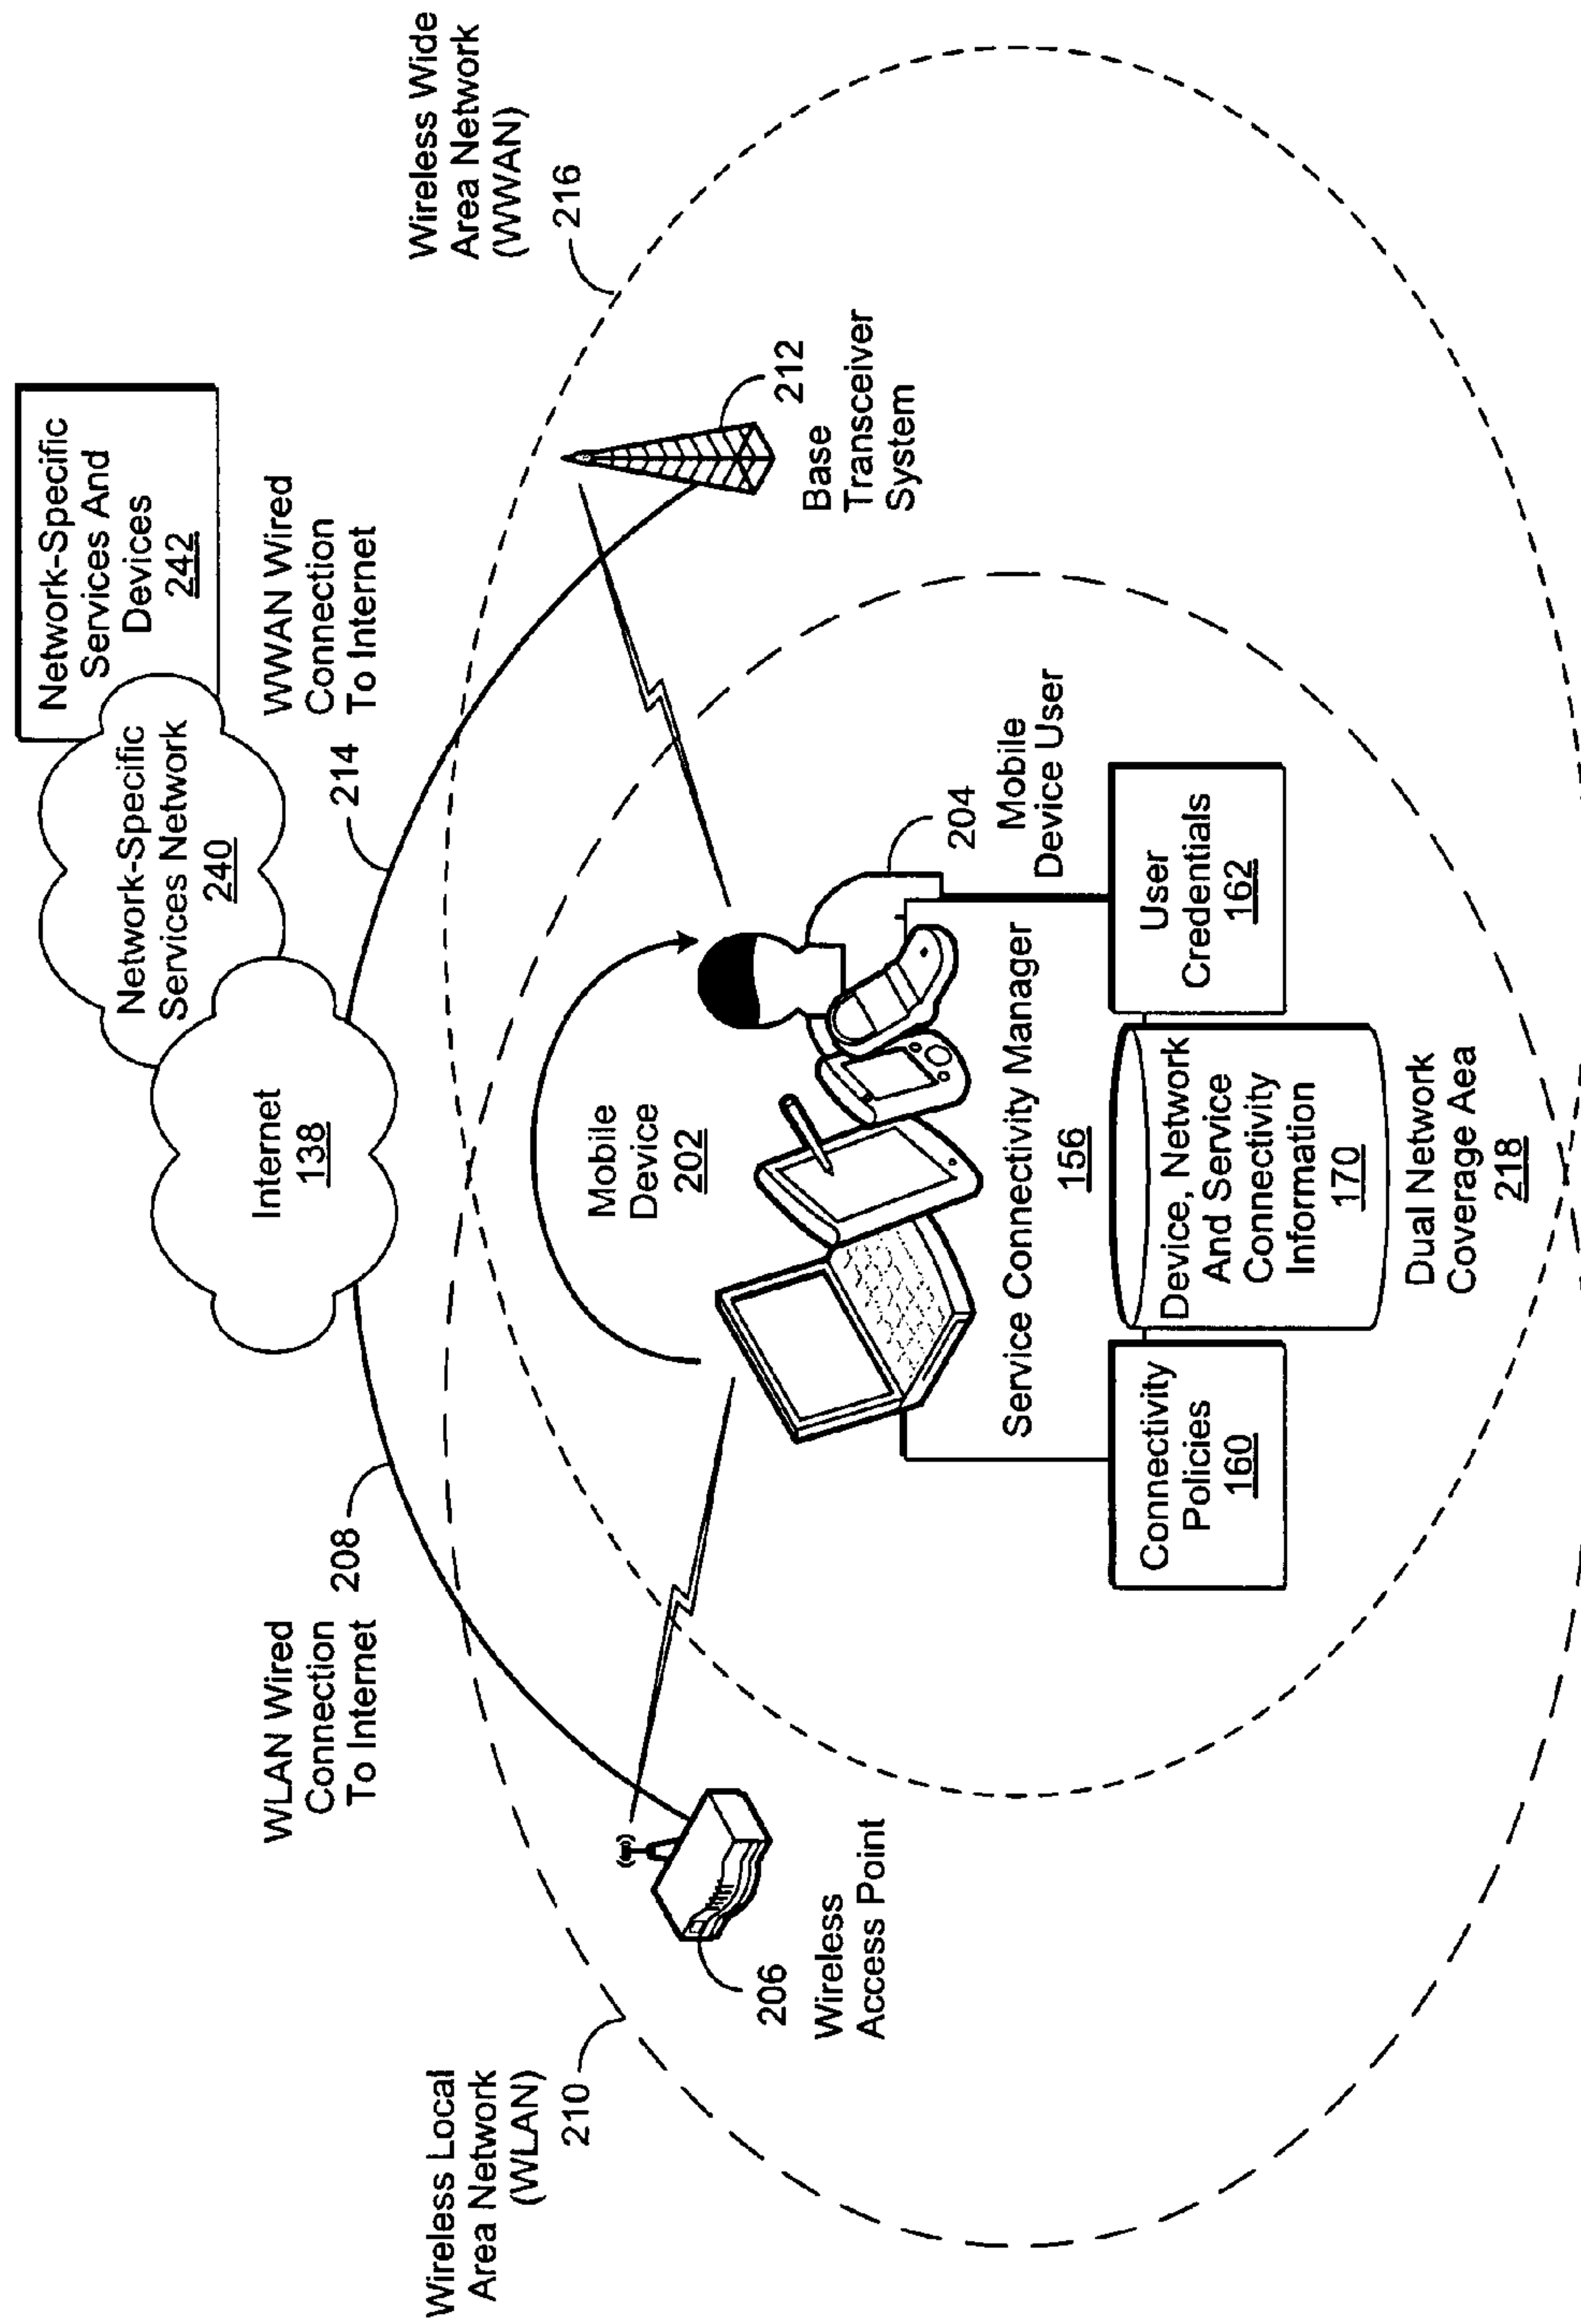 Network-Specific
Services And
Devices
242
Network-Specific
Services Network
240
Internet
138
WLAN Wired
Connection
To Internet
208
WWAN Wired
Connection
To Internet
214
Wireless Local
Area Network
(WLAN)
210
Wireless Wide
Area Network
(WWAN)
216
Mobile
Device
202
206
Wireless
Access Point
212
Base
Transceiver
System
204
Mobile
Device User
Service Connectivity Manager
156
Connectivity
Policies
160
Device, Network
And Service
Connectivity
Information
170
User
Credentials
162
Dual Network
Coverage Aea
218